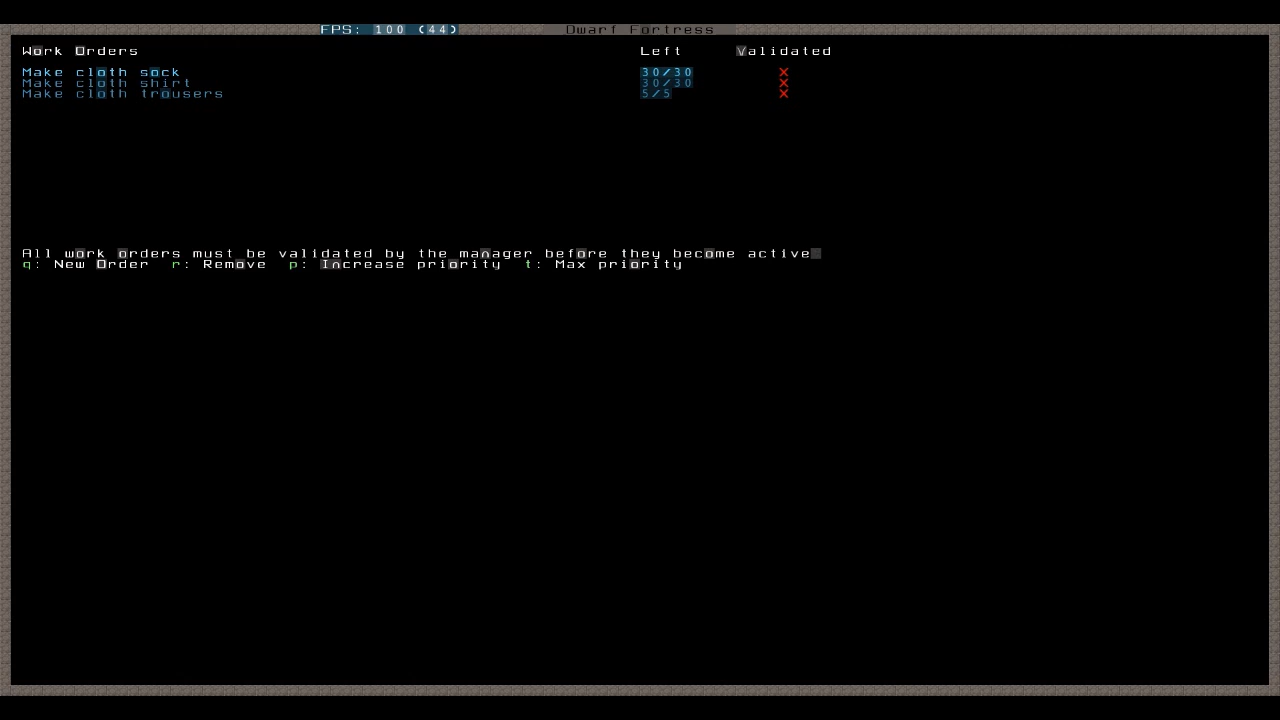 FPS: 100 (44) Dwarf Fortress
Work Orders Left Validated
Make cloth sock 30/30 X
Make cloth shirt 30/30 X
Make cloth trousers 5/5 X
All work orders must be validated by the manager before they become active.
q: New Order r: Remove p: Increase priority t: Max priority